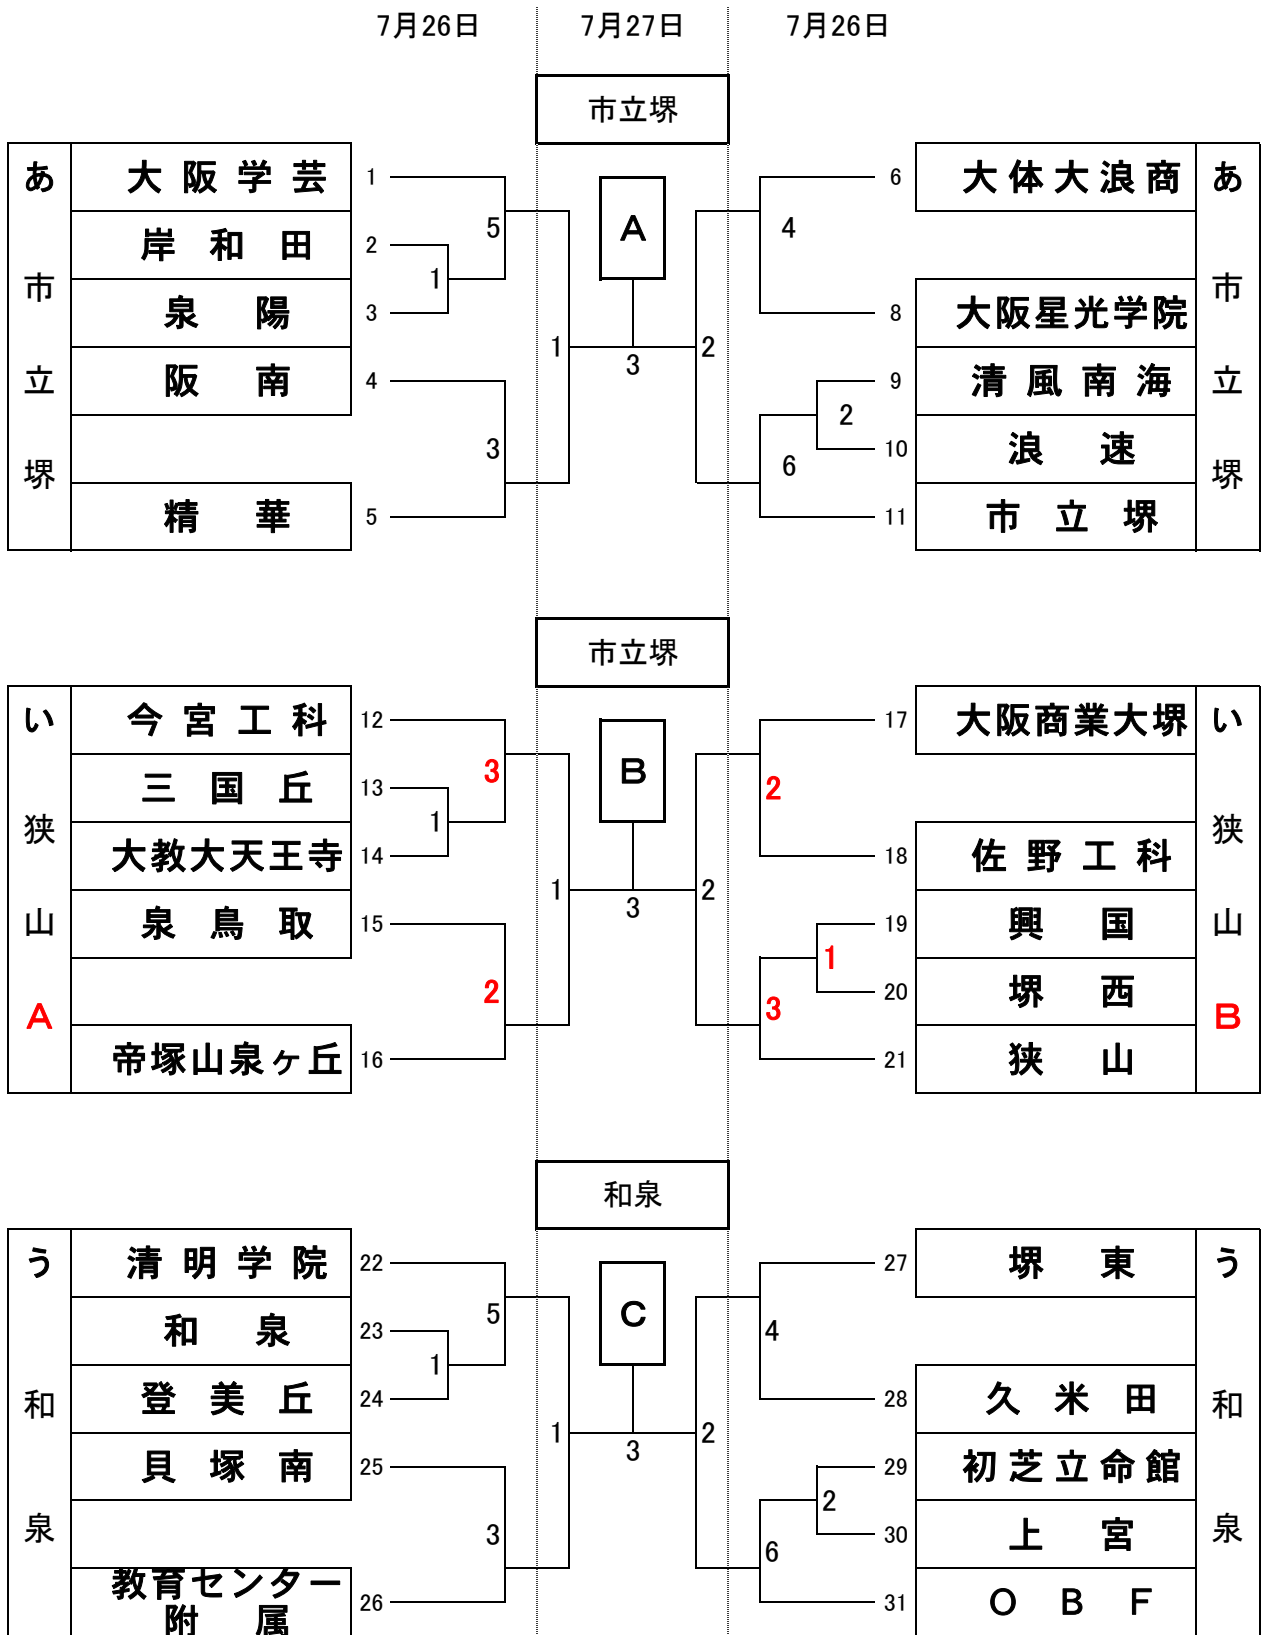 7月26日 7月27日 7月26日
市立堺
あ 市立堺
大阪学芸 1
岸和田 2
泉陽 3
阪南 4
精華 5
5
1
3
1
A
3
2
4
2
6
6 大体大浪商
8 大阪星光学院
9 清風南海
10 浪速
11 市立堺
あ 市立堺
市立堺
い 狭山 A
今宮工科 12
三国丘 13
大教大天王寺 14
泉鳥取 15
帝塚山泉ヶ丘 16
3
1
2
1
B
3
2
2
1
3
17 大阪商業大堺
18 佐野工科
19 興国
20 堺西
21 狭山
い 狭山 B
和泉
う 和泉
清明学院 22
和泉 23
登美丘 24
貝塚南 25
教育センター
附属 26
5
1
3
1
C
3
2
4
2
6
27 堺東
28 久米田
29 初芝立命館
30 上宮
31 OBF
う 和泉